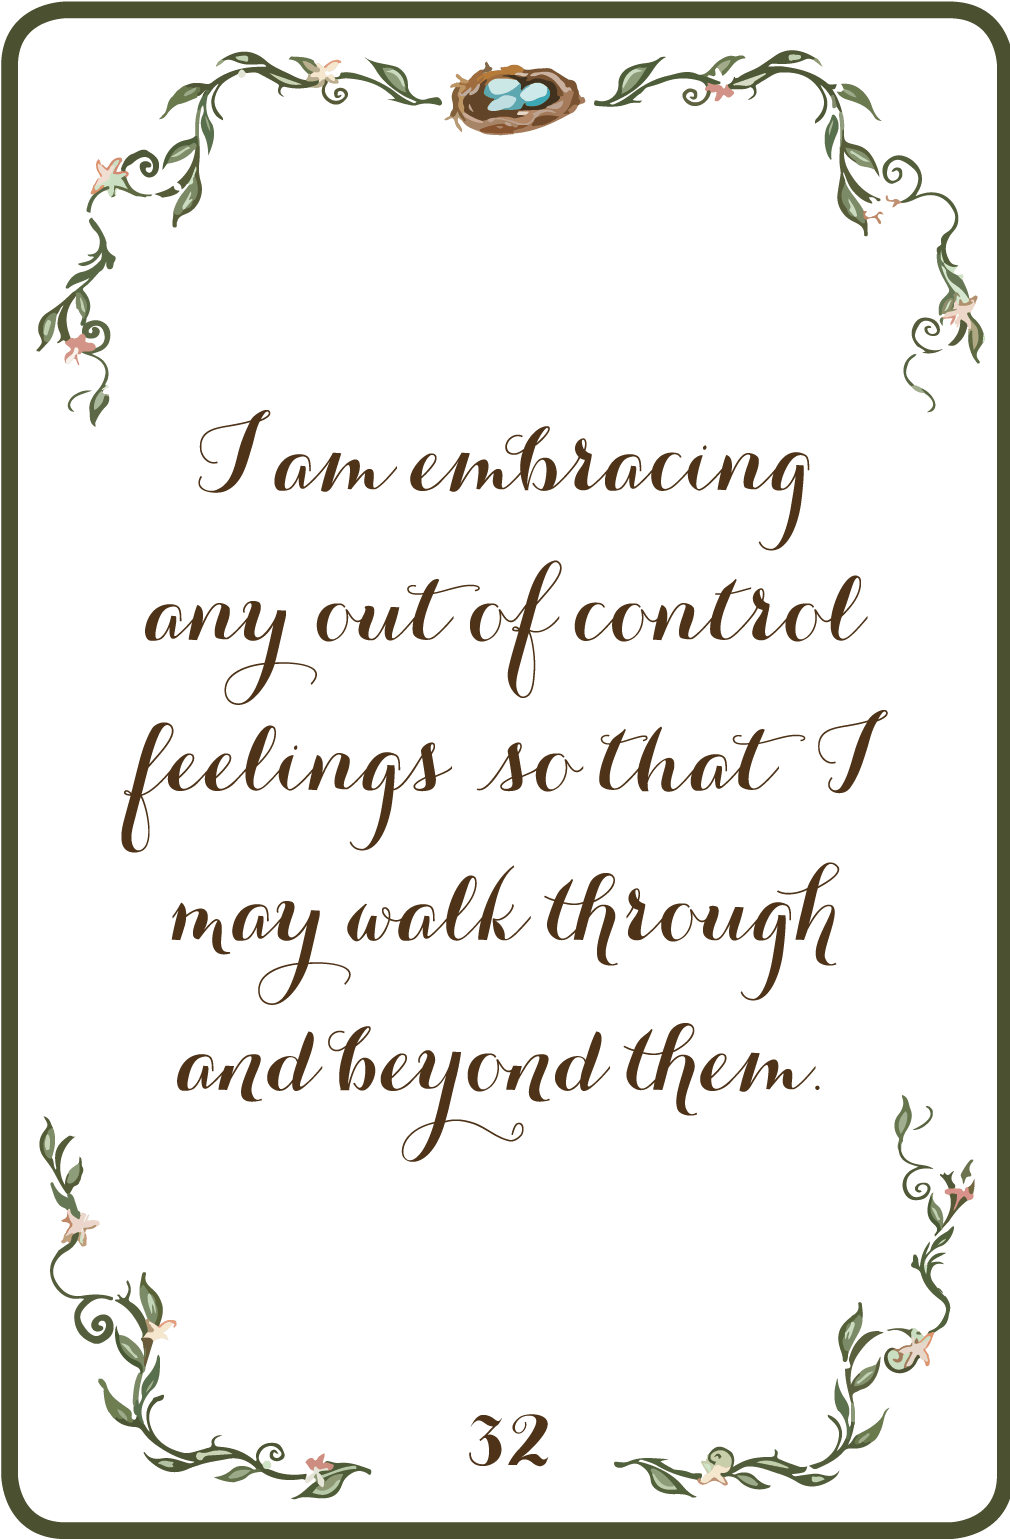 I am embracing
any out of control
feelings so that I
may walk through
and beyond them.
32